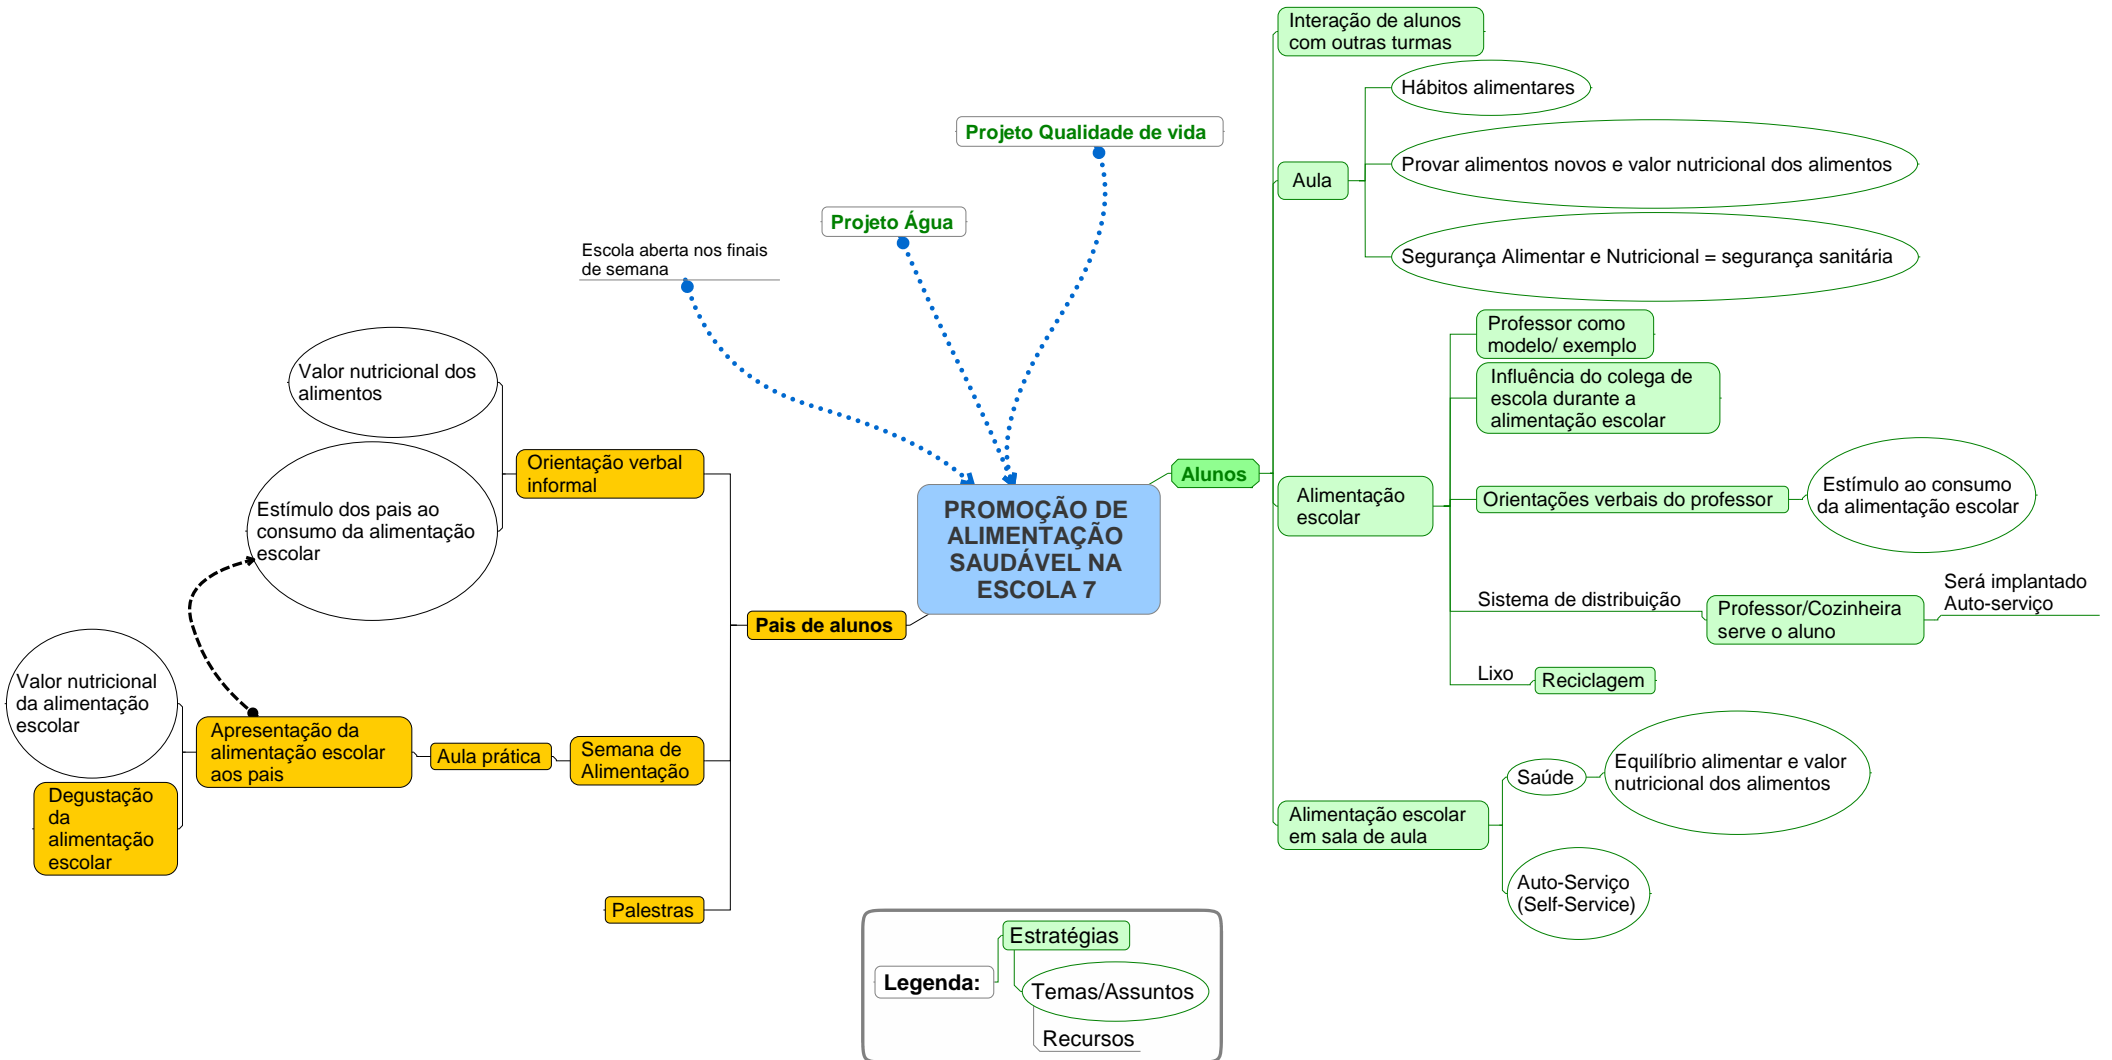 Interação de alunos
com outras turmas
Hábitos alimentares
Projeto Qualidade de vida
Provar alimentos novos e valor nutricional dos alimentos
Aula
Projeto Água
Escola aberta nos finais
de semana
Segurança Alimentar e Nutricional = segurança sanitária
Professor como
modelo/ exemplo
Influência do colega de
escola durante a
alimentação escolar
Valor nutricional dos
alimentos
Orientação verbal
informal
Alunos
Alimentação
escolar
Orientações verbais do professor
Estímulo ao consumo
da alimentação escolar
Estímulo dos pais ao
consumo da alimentação
escolar
PROMOÇÃO DE
ALIMENTAÇÃO
SAUDÁVEL NA
ESCOLA 7
Sistema de distribuição
Professor/Cozinheira
serve o aluno
Será implantado
Auto-serviço
Pais de alunos
Lixo
Reciclagem
Valor nutricional
da alimentação
escolar
Apresentação da
alimentação escolar
aos pais
Aula prática
Semana de
Alimentação
Degustação
da
alimentação
escolar
Saúde
Equilíbrio alimentar e valor
nutricional dos alimentos
Alimentação escolar
em sala de aula
Auto-Serviço
(Self-Service)
Palestras
Legenda:
Estratégias
Temas/Assuntos
Recursos